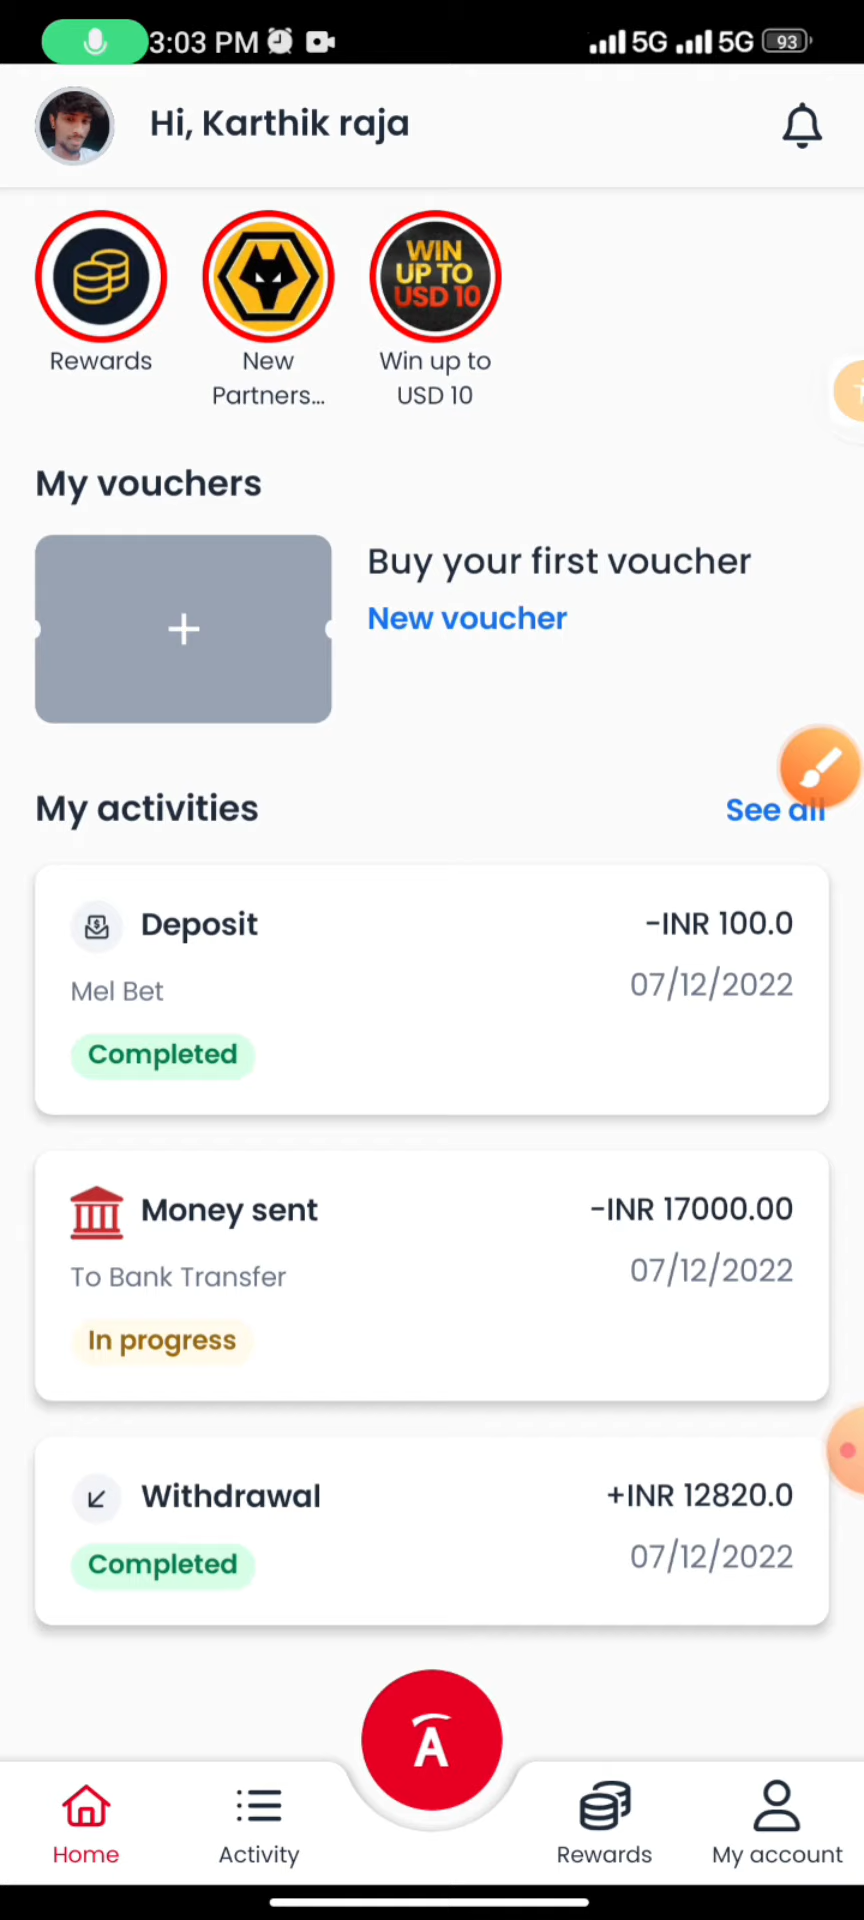 3:03 PM 5G 5G 93
Hi, Karthik raja
WIN
UP TO
USD 10
Rewards
New
Partners...
Win up to
USD 10
My vouchers
Buy your first voucher
New voucher
My activities
See all
Deposit
-INR 100.0
Mel Bet
07/12/2022
Completed
Money sent
-INR 17000.00
To Bank Transfer
07/12/2022
In progress
Withdrawal
+INR 12820.0
Completed
07/12/2022
A
Home
Activity
Rewards
My account